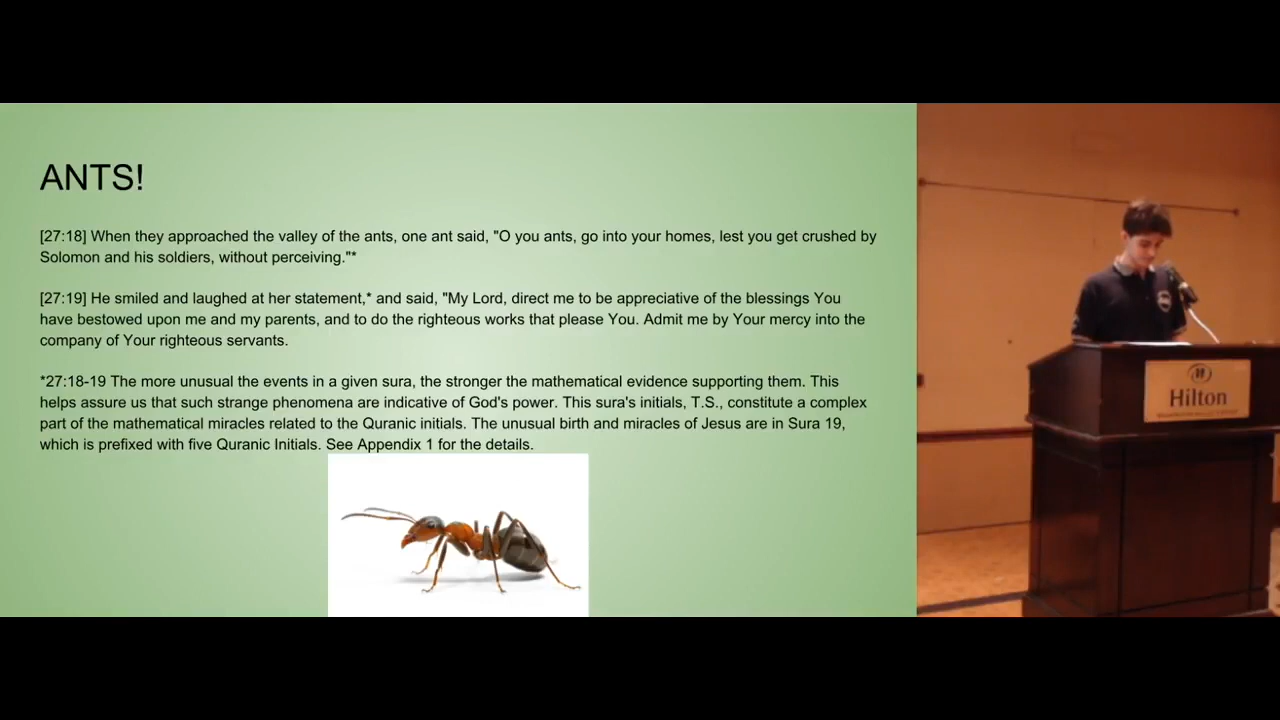 ANTS!
[27:18] When they approached the valley of the ants, one ant said, "O you ants, go into your homes, lest you get crushed by
Solomon and his soldiers, without perceiving."*
[27:19] He smiled and laughed at her statement,* and said, "My Lord, direct me to be appreciative of the blessings You
have bestowed upon me and my parents, and to do the righteous works that please You. Admit me by Your mercy into the
company of Your righteous servants.
*27:18-19 The more unusual the events in a given sura, the stronger the mathematical evidence supporting them. This
helps assure us that such strange phenomena are indicative of God's power. This sura's initials, T.S., constitute a complex
part of the mathematical miracles related to the Quranic initials. The unusual birth and miracles of Jesus are in Sura 19,
which is prefixed with five Quranic Initials. See Appendix 1 for the details.
Hilton